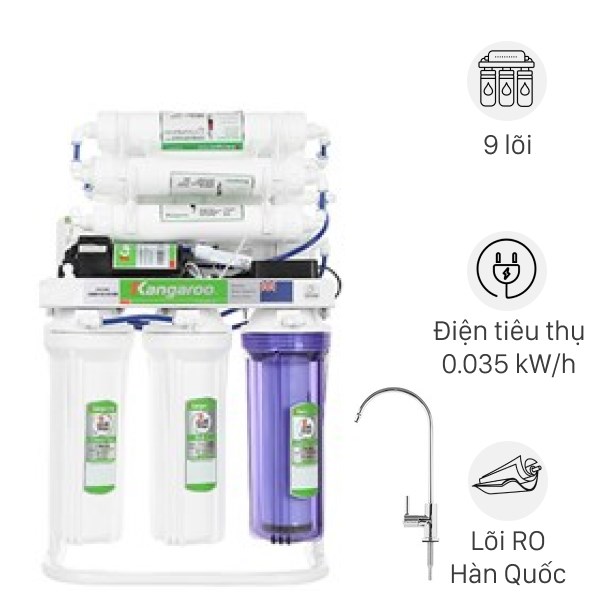 Kangaroo
9 lõi
Điện tiêu thụ
0.035 kW/h
Lõi RO
Hàn Quốc